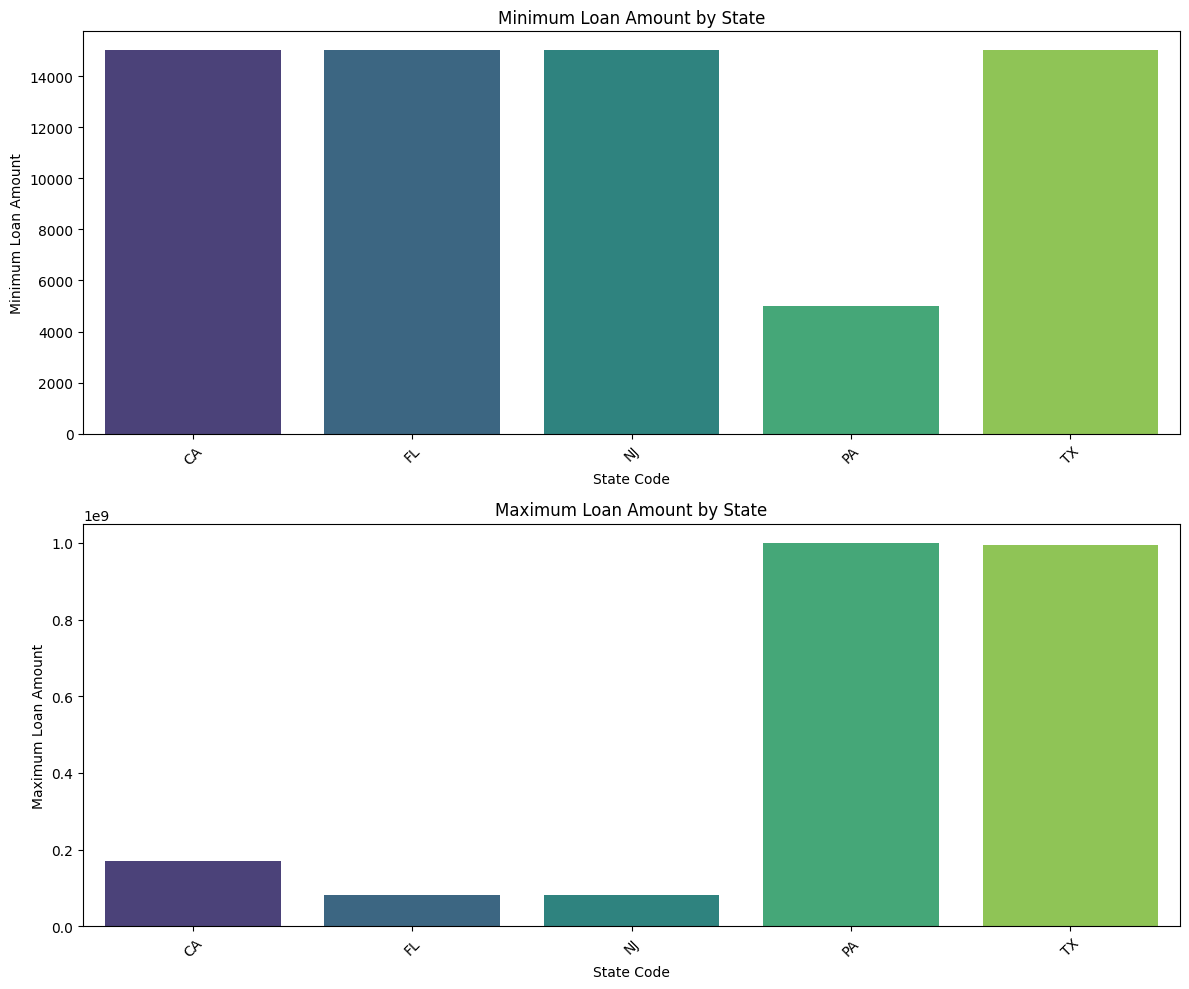 Minimum Loan Amount by State
Minimum Loan Amount
14000
12000
10000
8000
6000
4000
2000
0
CA
FL
NJ
PA
TX
State Code
Maximum Loan Amount by State
1e9
Maximum Loan Amount
1.0
0.8
0.6
0.4
0.2
0.0
CA
FL
NJ
PA
TX
State Code